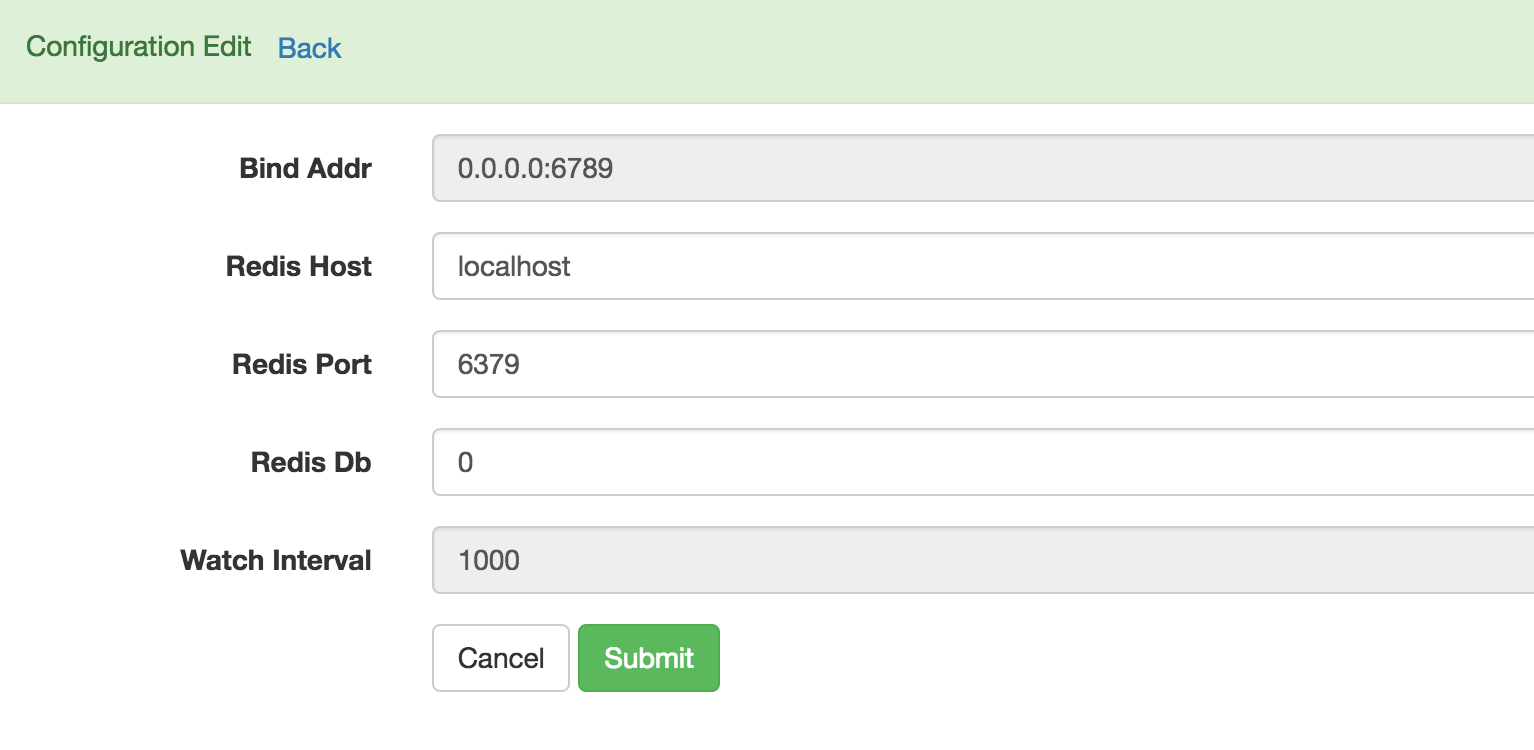 Configuration Edit Back
Bind Addr 0.0.0.0:6789
Redis Host localhost
Redis Port 6379
Redis Db 0
Watch Interval 1000
Cancel Submit